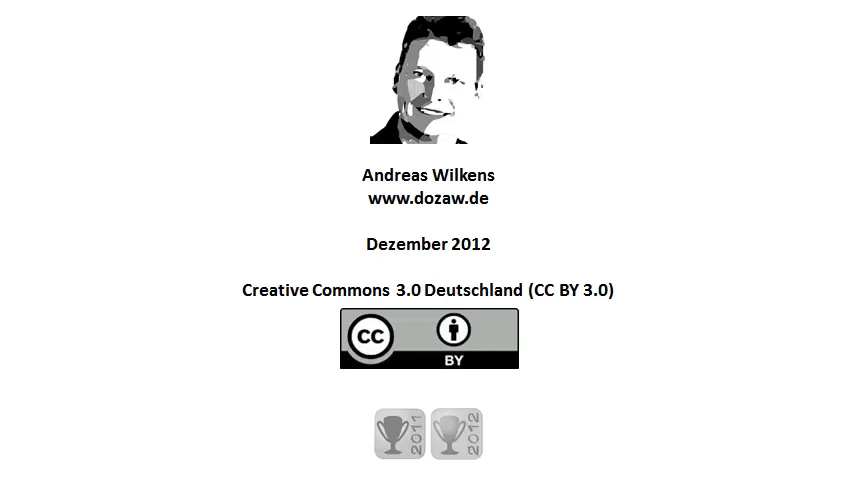 Andreas Wilkens
www.dozaw.de
Dezember 2012
Creative Commons 3.0 Deutschland (CC BY 3.0)
CC
BY
2011
2012